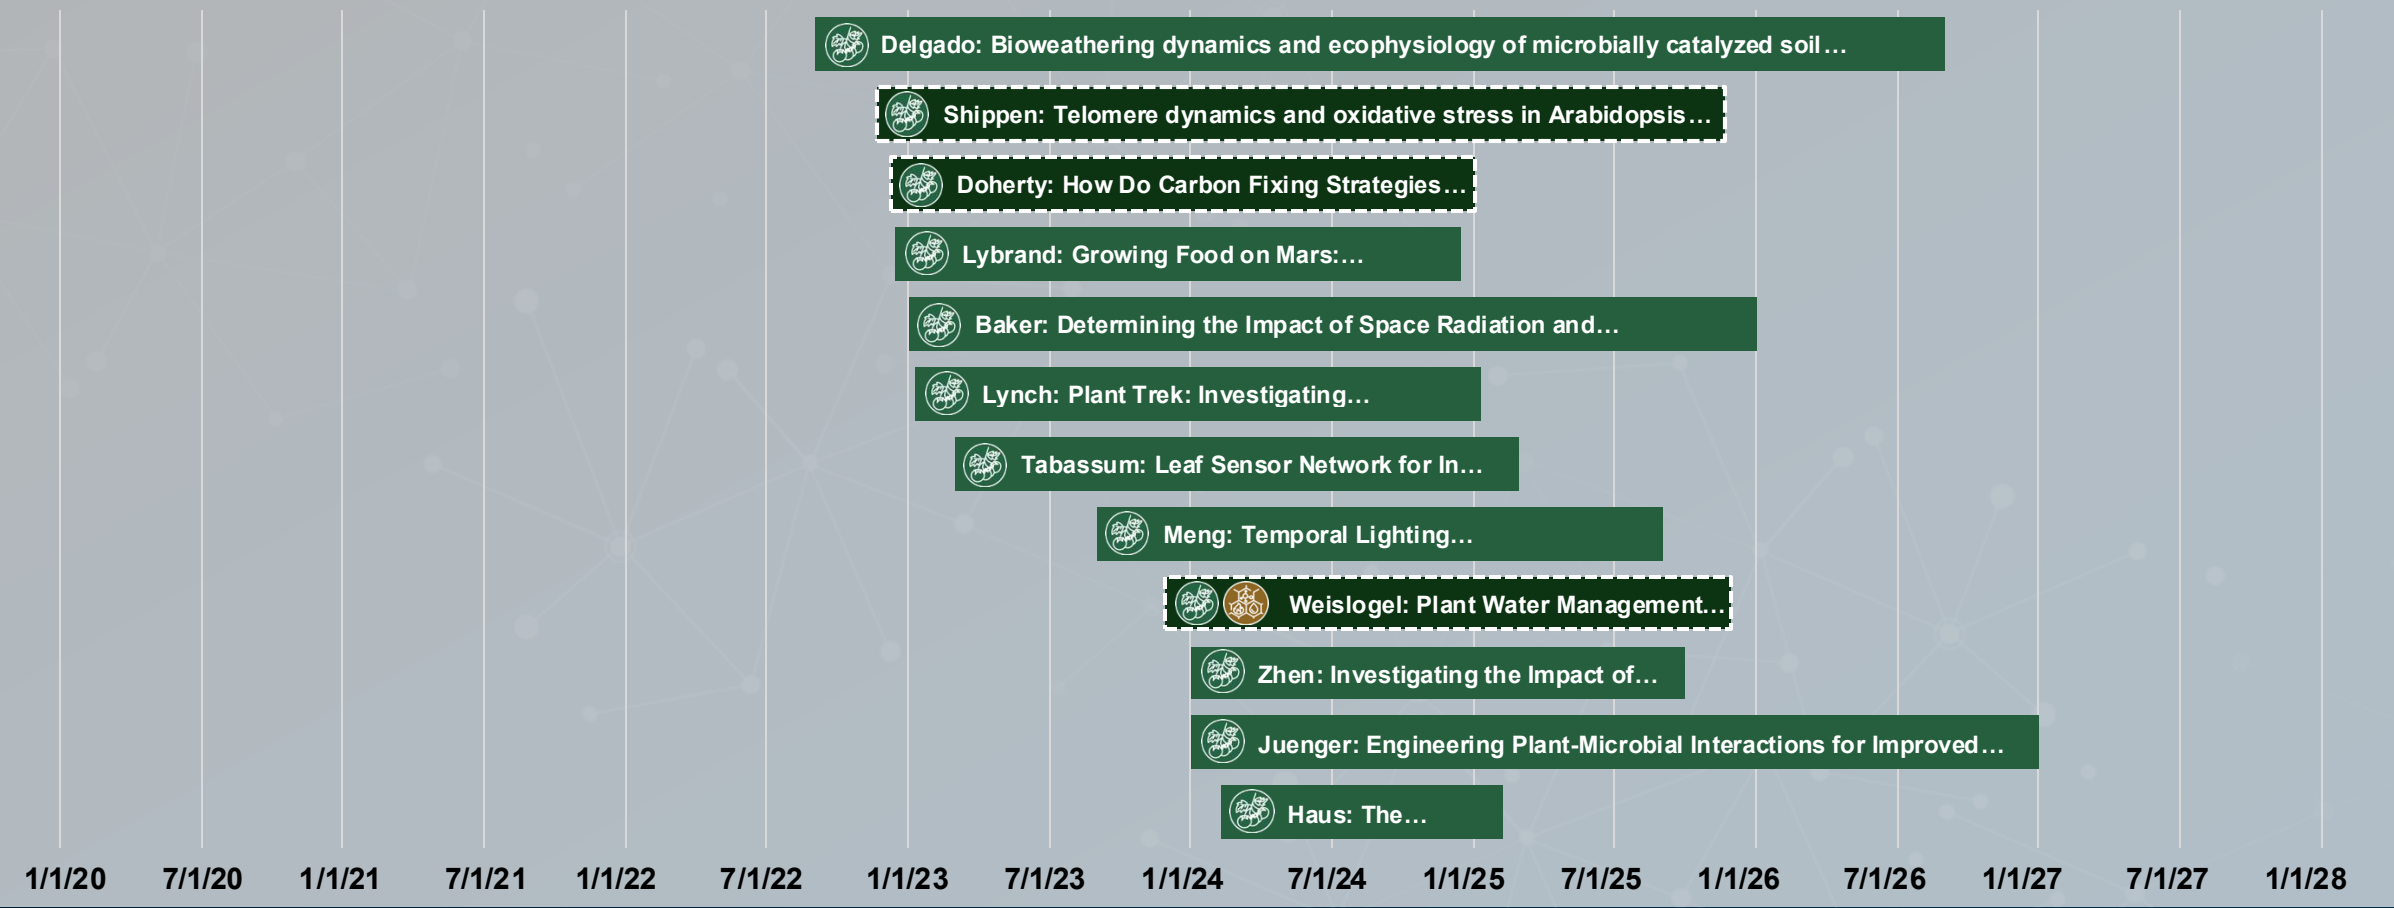 Delgado: Bioweathering dynamics and ecophysiology of microbially catalyzed soil…
Shippen: Telomere dynamics and oxidative stress in Arabidopsis…
Doherty: How Do Carbon Fixing Strategies…
Lybrand: Growing Food on Mars:…
Baker: Determining the Impact of Space Radiation and…
Lynch: Plant Trek: Investigating…
Tabassum: Leaf Sensor Network for In…
Meng: Temporal Lighting…
Weislogel: Plant Water Management…
Zhen: Investigating the Impact of…
Juenger: Engineering Plant-Microbial Interactions for Improved…
Haus: The…
1/1/20 7/1/20 1/1/21 7/1/21 1/1/22 7/1/22 1/1/23 7/1/23 1/1/24 7/1/24 1/1/25 7/1/25 1/1/26 7/1/26 1/1/27 7/1/27 1/1/28